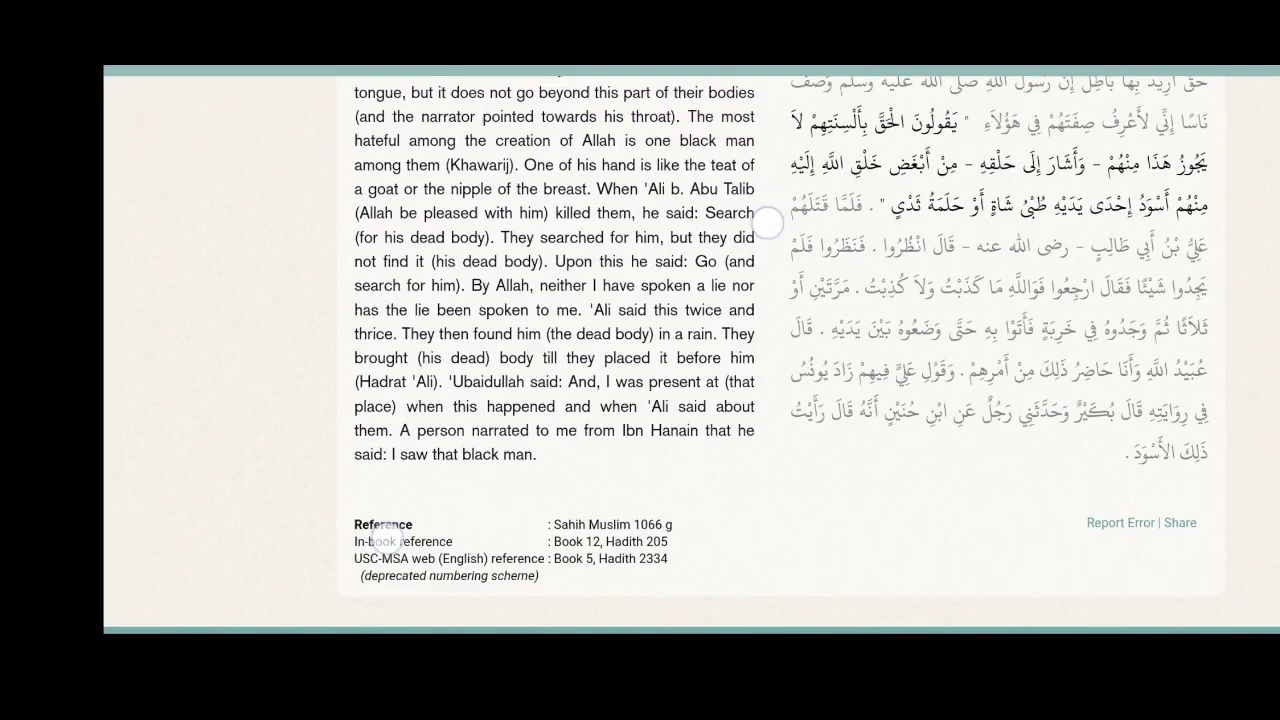 tongue, but it does not go beyond this part of their bodies
(and the narrator pointed towards his throat). The most
hateful among the creation of Allah is one black man
among them (Khawarij). One of his hand is like the teat of
a goat or the nipple of the breast. When 'Ali b. Abu Talib
(Allah be pleased with him) killed them, he said: Search
(for his dead body). They searched for him, but they did
not find it (his dead body). Upon this he said: Go (and
search for him). By Allah, neither I have spoken a lie nor
has the lie been spoken to me. 'Ali said this twice and
thrice. They then found him (the dead body) in a rain. They
brought (his dead) body till they placed it before him
(Hadrat 'Ali). 'Ubaidullah said: And, I was present at (that
place) when this happened and when 'Ali said about
them. A person narrated to me from Ibn Hanain that he
said: I saw that black man.
حق أريد بها باطل إن رسول الله صلى الله عليه وسلم وصف
نَاسًا إِنِّي لأَعْرِفُ صِفَتَهُمْ فِي هَؤُلاَءِ " يَقُولُونَ الْحَقَّ بِأَلْسِنَتِهِمْ لاَ
يَجُوزُ هَذَا مِنْهُمْ - وَأَشَارَ إِلَى حَلْقِهِ - مِنْ أَبْغَضِ خَلْقِ اللَّهِ إِلَيْهِ
مِنْهُمْ أَسْوَدُ إِحْدَى يَدَيْهِ طُبْىُ شَاةٍ أَوْ حَلَمَةُ ثَدْىٍ " . فَلَمَّا قَتَلَهُمْ
عَلِيُّ بْنُ أَبِي طَالِبٍ - رضى الله عنه - قَالَ انْظُرُوا . فَنَظَرُوا فَلَمْ
يَجِدُوا شَيْئًا فَقَالَ ارْجِعُوا فَوَاللَّهِ مَا كَذَبْتُ وَلاَ كُذِبْتُ . مَرَّتَيْنِ أَوْ
ثَلاَثًا ثُمَّ وَجَدُوهُ فِي خَرِبَةٍ فَأَتَوْا بِهِ حَتَّى وَضَعُوهُ بَيْنَ يَدَيْهِ . قَالَ
عُبَيْدُ اللَّهِ وَأَنَا حَاضِرُ ذَلِكَ مِنْ أَمْرِهِمْ . وَقَوْلِ عَلِيٍّ فِيهِمْ زَادَ يُونُسُ
فِي رِوَايَتِهِ قَالَ بُكَيْرٌ وَحَدَّثَنِي رَجُلٌ عَنِ ابْنِ حُنَيْنٍ أَنَّهُ قَالَ رَأَيْتُ
ذَلِكَ الأَسْوَدَ .
Reference : Sahih Muslim 1066 g
In-book reference : Book 12, Hadith 205
USC-MSA web (English) reference : Book 5, Hadith 2334
(deprecated numbering scheme)
Report Error | Share